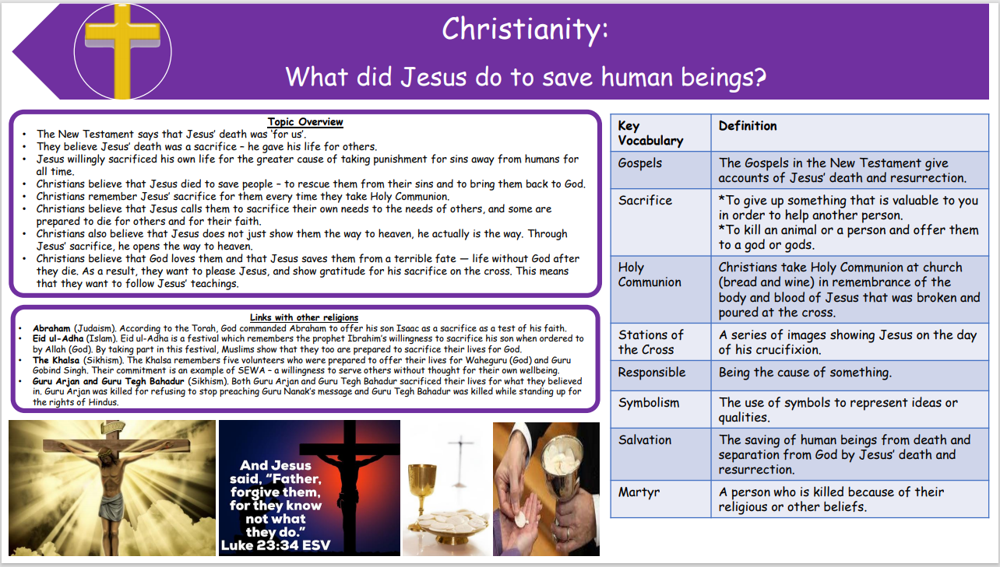 Christianity:
What did Jesus do to save human beings?
Topic Overview
• The New Testament says that Jesus' death was 'for us'.
• They believe Jesus' death was a sacrifice – he gave his life for others.
• Jesus willingly sacrificed his own life for the greater cause of taking punishment for sins away from humans for
all time.
• Christians believe that Jesus died to save people – to rescue them from their sins and to bring them back to God.
• Christians remember Jesus' sacrifice for them every time they take Holy Communion.
• Christians believe that Jesus calls them to sacrifice their own needs to the needs of others, and some are
prepared to die for others and for their faith.
• Christians also believe that Jesus does not just show them the way to heaven, he actually is the way. Through
Jesus' sacrifice, he opens the way to heaven.
• Christians believe that God loves them and that Jesus saves them from a terrible fate — life without God after
they die. As a result, they want to please Jesus, and show gratitude for his sacrifice on the cross. This means
that they want to follow Jesus' teachings.
Links with other religions
• Abraham (Judaism). According to the Torah, God commanded Abraham to offer his son Isaac as a sacrifice as a test of his faith.
• Eid ul-Adha (Islam). Eid ul-Adha is a festival which remembers the prophet Ibrahim's willingness to sacrifice his son when ordered to
by Allah (God). By taking part in this festival, Muslims show that they too are prepared to sacrifice their lives for God.
• The Khalsa (Sikhism). The Khalsa remembers five volunteers who were prepared to offer their lives for Waheguru (God) and Guru
Gobind Singh. Their commitment is an example of SEWA – a willingness to serve others without thought for their own wellbeing.
• Guru Arjan and Guru Tegh Bahadur (Sikhism). Both Guru Arjan and Guru Tegh Bahadur sacrificed their lives for what they believed
in. Guru Arjan was killed for refusing to stop preaching Guru Nanak's message and Guru Tegh Bahadur was killed while standing up for
the rights of Hindus.
And Jesus
said, "Father,
forgive them,
for they know
not what
they do."
Luke 23:34 ESV
Key
Vocabulary
Definition
Gospels
The Gospels in the New Testament give
accounts of Jesus' death and resurrection.
Sacrifice
*To give up something that is valuable to you
in order to help another person.
*To kill an animal or a person and offer them
to a god or gods.
Holy
Communion
Christians take Holy Communion at church
(bread and wine) in remembrance of the
body and blood of Jesus that was broken and
poured at the cross.
Stations of
the Cross
A series of images showing Jesus on the day
of his crucifixion.
Responsible
Being the cause of something.
Symbolism
The use of symbols to represent ideas or
qualities.
Salvation
The saving of human beings from death and
separation from God by Jesus' death and
resurrection.
Martyr
A person who is killed because of their
religious or other beliefs.